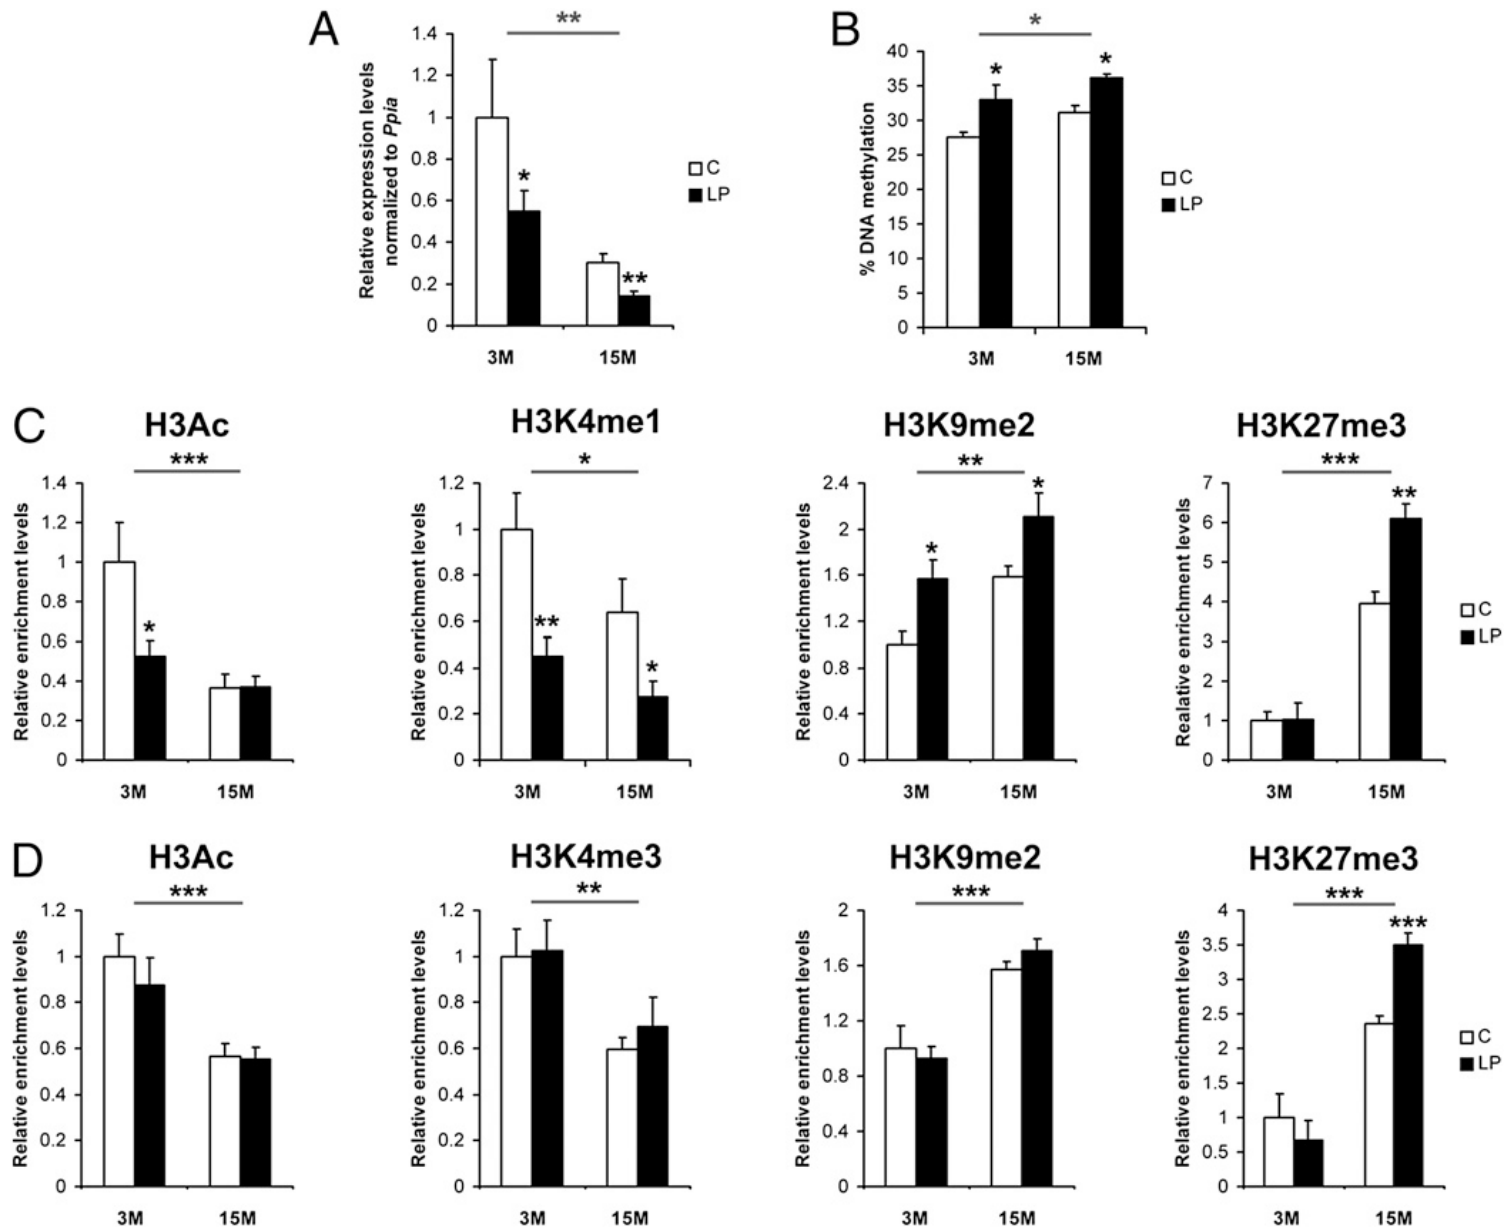 A
**
1.4
1.2
1
0.8
0.6
0.4
0.2
0
Relative expression levels
normalized to Ppia
*
**
3M 15M
C
LP
B
*
40
35
30
25
20
15
10
5
0
% DNA methylation
*
*
3M 15M
C
LP
C
H3Ac
***
1.4
1.2
1
0.8
0.6
0.4
0.2
0
Relative enrichment levels
*
3M 15M
H3K4me1
*
1.2
1
0.8
0.6
0.4
0.2
0
Relative enrichment levels
**
*
3M 15M
H3K9me2
**
2.4
2
1.6
1.2
0.8
0.4
0
Relative enrichment levels
*
*
3M 15M
H3K27me3
***
7
6
5
4
3
2
1
0
Realative enrichment levels
**
3M 15M
C
LP
D
H3Ac
***
1.2
1
0.8
0.6
0.4
0.2
0
Relative enrichment levels
3M 15M
H3K4me3
**
1.2
1
0.8
0.6
0.4
0.2
0
Relative enrichment levels
3M 15M
H3K9me2
***
2
1.6
1.2
0.8
0.4
0
Relative enrichment levels
3M 15M
H3K27me3
***
4
3.5
3
2.5
2
1.5
1
0.5
0
Relative enrichment levels
***
3M 15M
C
LP